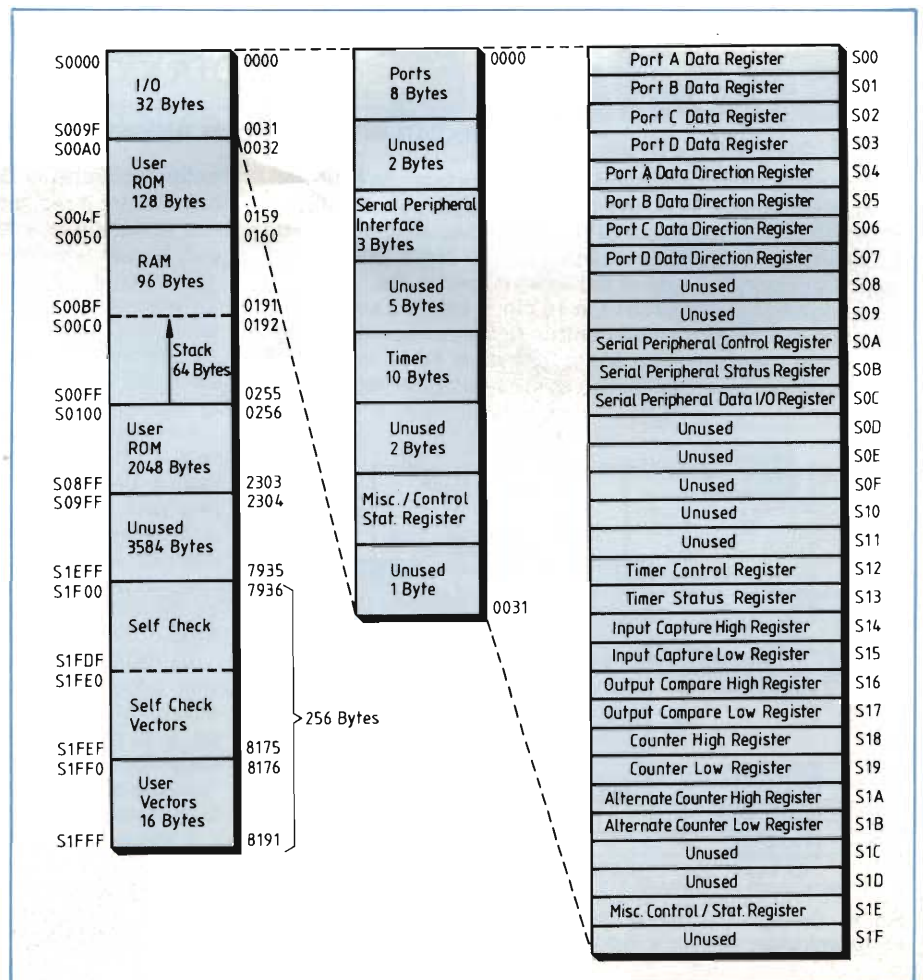 S0000
0000
I/O
32 Bytes
S009F
0031
S00A0
0032
User
ROM
128 Bytes
S004F
0159
S0050
0160
RAM
96 Bytes
S00BF
0191
S00C0
0192
Stack
64 Bytes
S00FF
0255
S0100
0256
User
ROM
2048 Bytes
S08FF
2303
S09FF
2304
Unused
3584 Bytes
S1EFF
7935
S1F00
7936
Self Check
S1FDF
S1FE0
Self Check
Vectors
256 Bytes
S1FEF
8175
S1FF0
8176
User
Vectors
16 Bytes
S1FFF
8191
0000
Ports
8 Bytes
Unused
2 Bytes
Serial Peripheral
Interface
3 Bytes
Unused
5 Bytes
Timer
10 Bytes
Unused
2 Bytes
Misc. / Control
Stat. Register
Unused
1 Byte
0031
Port A Data Register S00
Port B Data Register S01
Port C Data Register S02
Port D Data Register S03
Port A Data Direction Register S04
Port B Data Direction Register S05
Port C Data Direction Register S06
Port D Data Direction Register S07
Unused S08
Unused S09
Serial Peripheral Control Register S0A
Serial Peripheral Status Register S0B
Serial Peripheral Data I/O Register S0C
Unused S0D
Unused S0E
Unused S0F
Unused S10
Unused S11
Timer Control Register S12
Timer Status Register S13
Input Capture High Register S14
Input Capture Low Register S15
Output Compare High Register S16
Output Compare Low Register S17
Counter High Register S18
Counter Low Register S19
Alternate Counter High Register S1A
Alternate Counter Low Register S1B
Unused S1C
Unused S1D
Misc. Control / Stat. Register S1E
Unused S1F